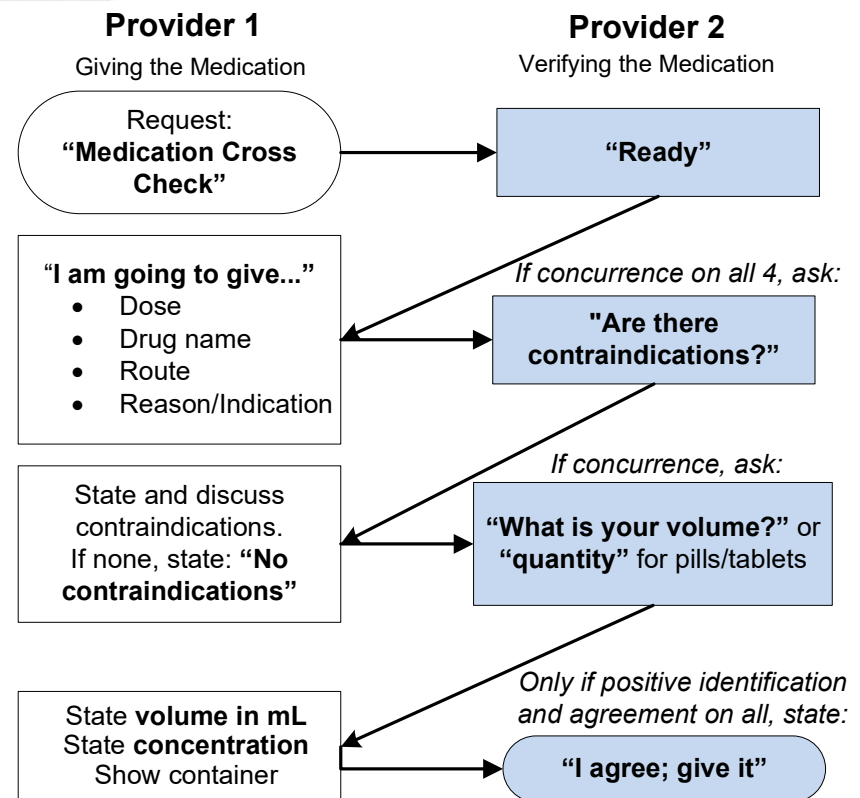 Provider 1
Giving the Medication
Provider 2
Verifying the Medication
Request:
“Medication Cross
Check”
“Ready”
“I am going to give...”
• Dose
• Drug name
• Route
• Reason/Indication
If concurrence on all 4, ask:
"Are there
contraindications?”
State and discuss
contraindications.
If none, state: “No
contraindications”
If concurrence, ask:
“What is your volume?” or
“quantity” for pills/tablets
State volume in mL
State concentration
Show container
Only if positive identification
and agreement on all, state:
“I agree; give it”